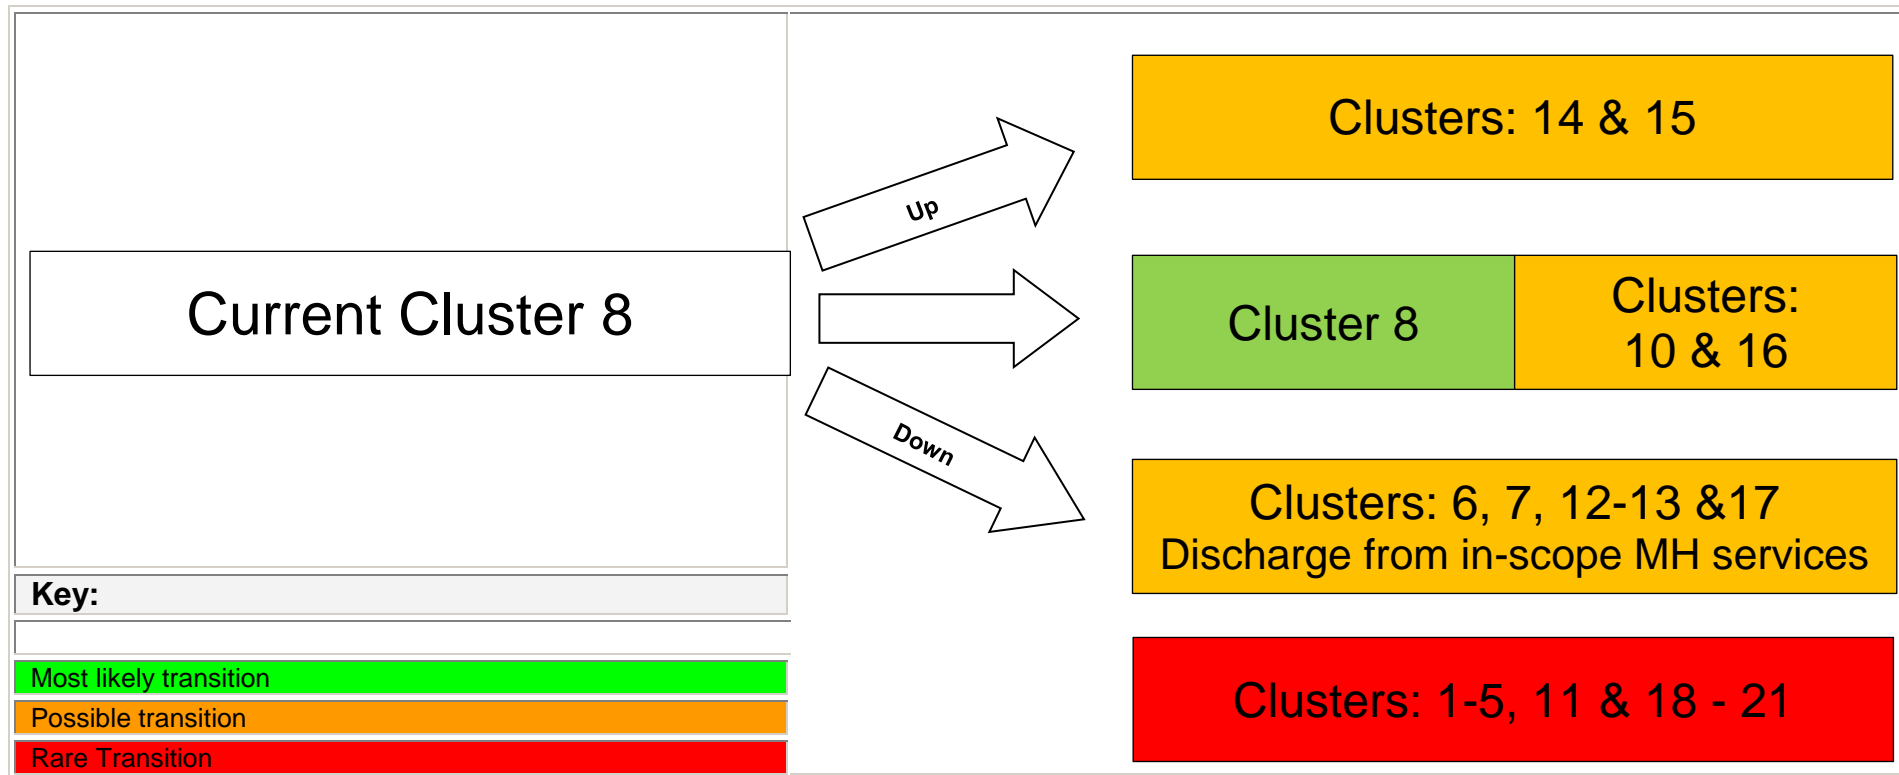 Current Cluster 8
Up
Down
Clusters: 14 & 15
Cluster 8
Clusters:
10 & 16
Clusters: 6, 7, 12-13 &17
Discharge from in-scope MH services
Clusters: 1-5, 11 & 18 - 21
Key:
Most likely transition
Possible transition
Rare Transition